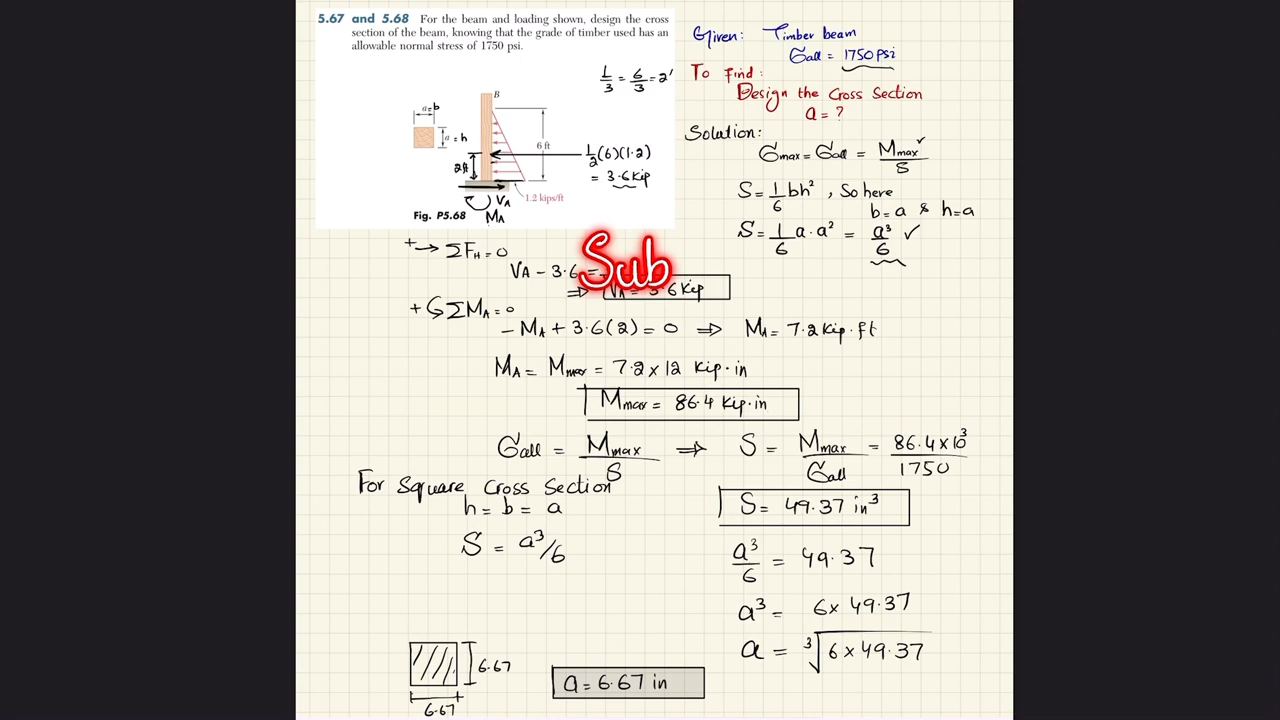 5.67 and 5.68 For the beam and loading shown, design the cross
section of the beam, knowing that the grade of timber used has an
allowable normal stress of 1750 psi.
1/3 = 6/3 = 2'
B
a=b
a = h
6 ft
2ft
1/2 (6)(1.2)
= 3.6 kip
1.2 kips/ft
VA
MA
Fig. P5.68
Given: Timber beam
σall = 1750 psi
To find:
Design the Cross Section
a = ?
Solution:
σmax = σall = Mmax/S ✓
S = 1/6 bh², So here
b=a & h=a
S = 1/6 a·a² = a³/6 ✓
+→ ΣFH = 0
VA − 3.6 =
Sub
⇒ VA = 3.6 Kip
+↺ ΣMA = 0
− MA + 3.6(2) = 0 ⇒ MA = 7.2 Kip·ft
MA = Mmax = 7.2 × 12 Kip·in
Mmax = 86.4 Kip·in
σall = Mmax/S ⇒ S = Mmax/σall = 86.4×10³/1750
For Square Cross Section
h = b = a
S = 49.37 in³
S = a³/6
a³/6 = 49.37
a³ = 6×49.37
a = ³√6×49.37
6.67
6.67
a = 6.67 in